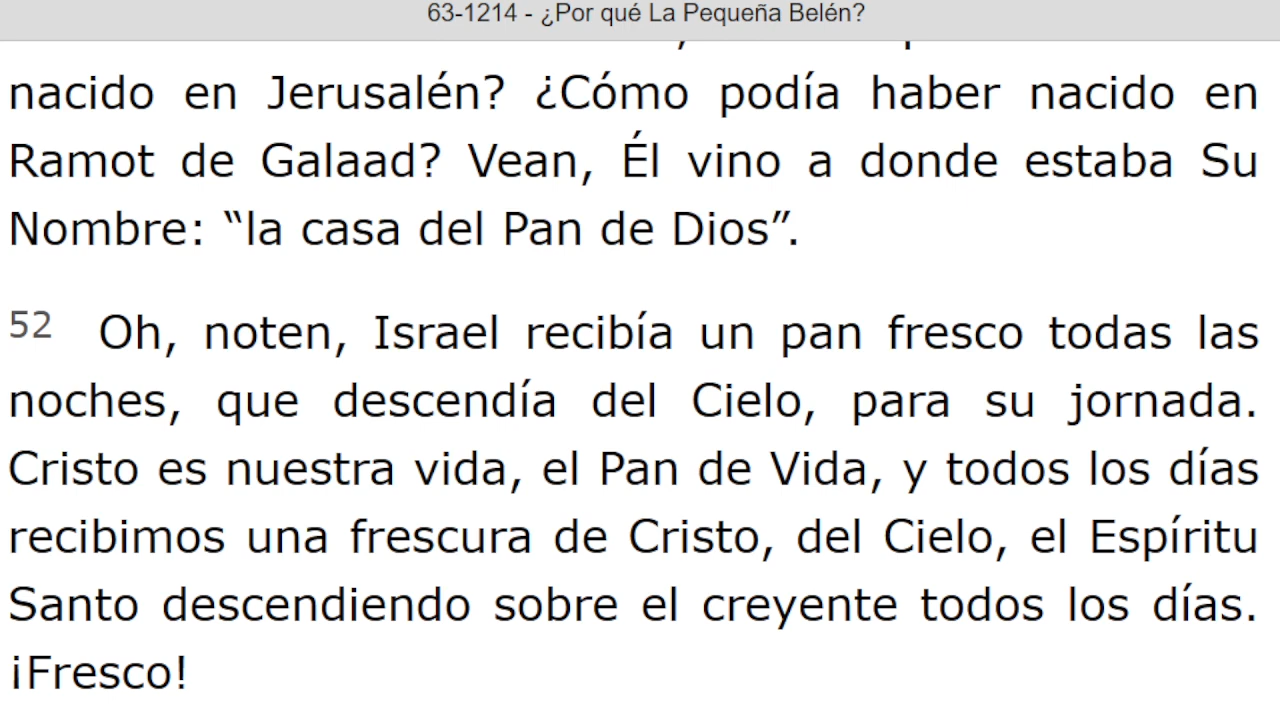 63-1214 - ¿Por qué La Pequeña Belén?
nacido en Jerusalén? ¿Cómo podía haber nacido en
Ramot de Galaad? Vean, Él vino a donde estaba Su
Nombre: “la casa del Pan de Dios”.
52 Oh, noten, Israel recibía un pan fresco todas las
noches, que descendía del Cielo, para su jornada.
Cristo es nuestra vida, el Pan de Vida, y todos los días
recibimos una frescura de Cristo, del Cielo, el Espíritu
Santo descendiendo sobre el creyente todos los días.
¡Fresco!